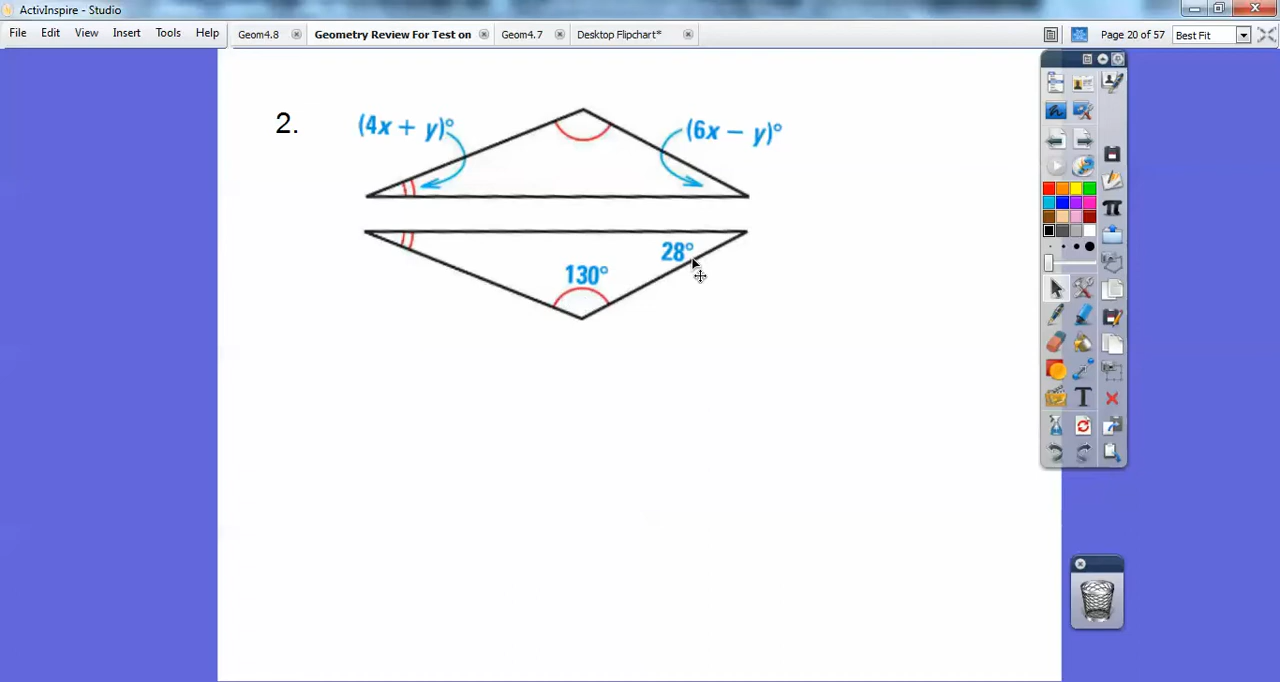 ActivInspire - Studio
File Edit View Insert Tools Help
Geom4.8 Geometry Review For Test on Geom4.7 Desktop Flipchart* Page 20 of 57 Best Fit
2.
(4x + y)° (6x − y)°
28°
130°